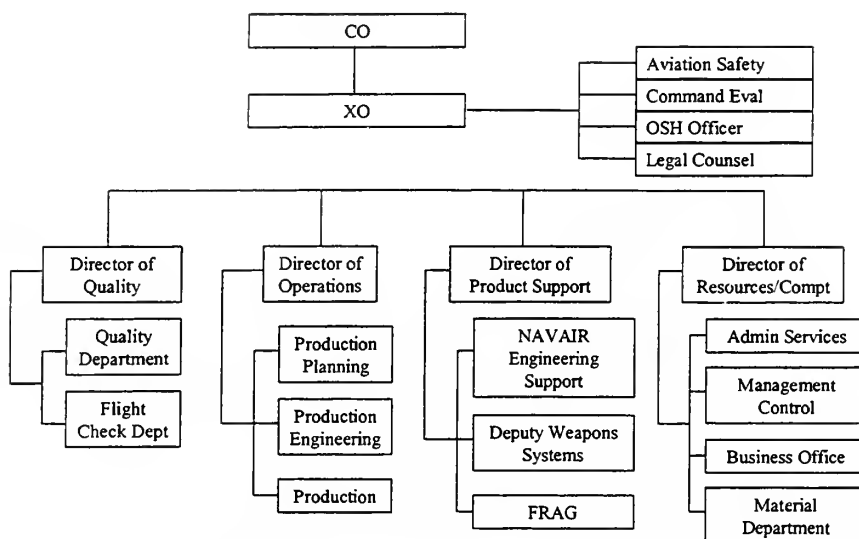 CO
XO
Aviation Safety
Command Eval
OSH Officer
Legal Counsel
Director of
Quality
Quality
Department
Flight
Check Dept
Director of
Operations
Production
Planning
Production
Engineering
Production
Director of
Product Support
NAVAIR
Engineering
Support
Deputy Weapons
Systems
FRAG
Director of
Resources/Compt
Admin Services
Management
Control
Business Office
Material
Department